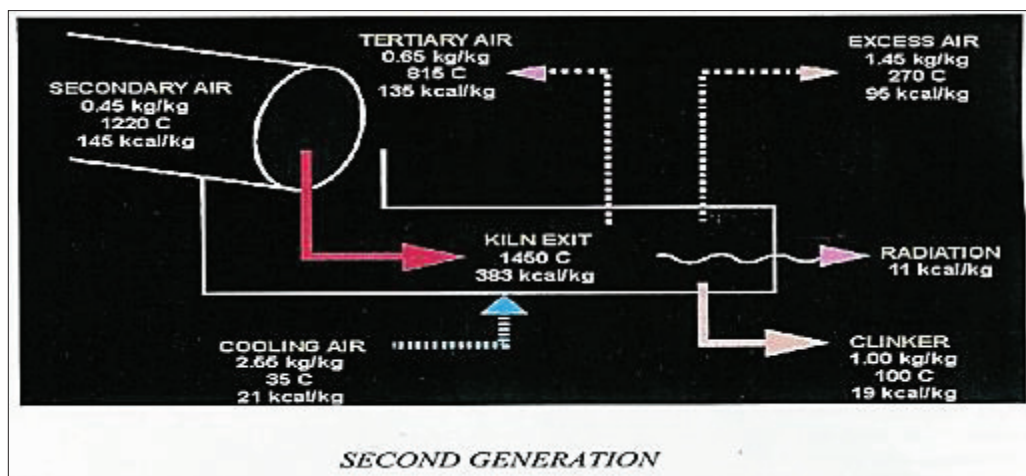 TERTIARY AIR
0.65 kg/kg
815 C
135 kcal/kg
EXCESS AIR
1.45 kg/kg
270 C
95 kcal/kg
SECONDARY AIR
0.45 kg/kg
1220 C
145 kcal/kg
KILN EXIT
1450 C
383 kcal/kg
RADIATION
11 kcal/kg
COOLING AIR
2.55 kg/kg
35 C
21 kcal/kg
CLINKER
1.00 kg/kg
100 C
19 kcal/kg
SECOND GENERATION